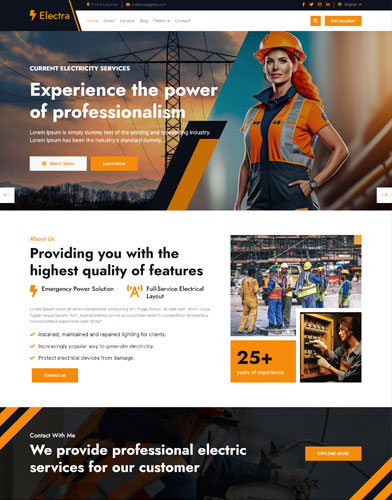 Electra
Home About Service Blog Pages Contact
Get Solution
English
CURRENT ELECTRICITY SERVICES
Experience the power
of professionalism
Lorem Ipsum is simply dummy text of the printing and typesetting industry.
Lorem Ipsum has been the industry's standard dummy...
Watch Video
Learn More
About Us
Providing you with the
highest quality of features
Emergency Power Solution
Full-Service Electrical
Layout
Installed, maintained and repaired lighting for clients.
Increasingly popular way to generate electricity.
Protect electrical devices from damage.
Contact us
25+
years of experience
Contact With Me
We provide professional electric
services for our customer
EXPLORE MORE